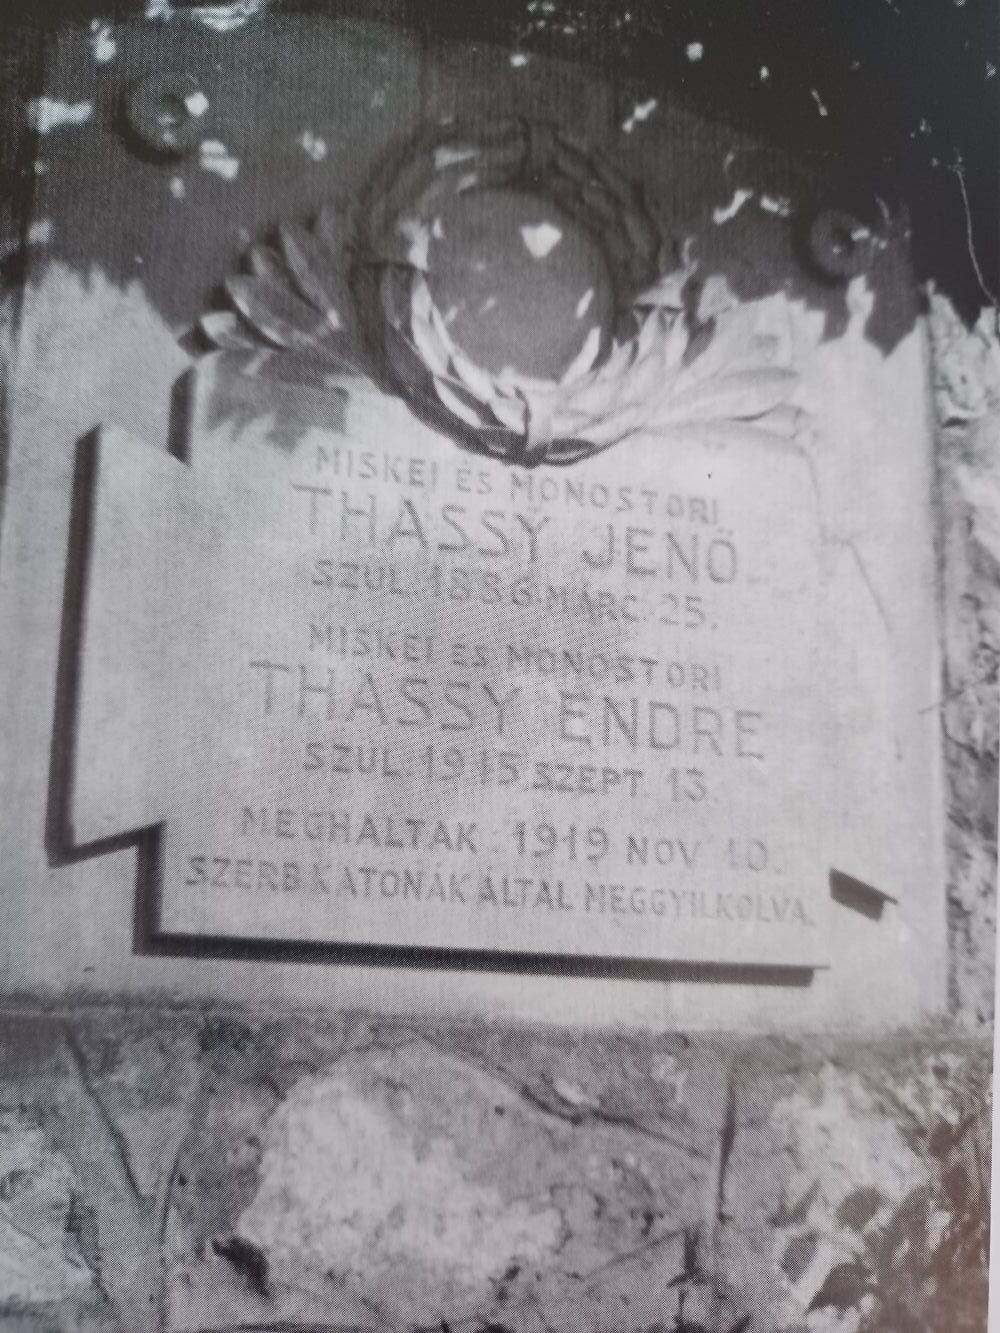 MISKEI ÉS MONOSTORI
THASSY JENŐ
SZÜL. 1886 MÁRC. 25.
MISKEI ÉS MONOSTORI
THASSY ENDRE
SZÜL. 1915 SZEPT. 13.
MEGHALTAK 1919 NOV. 10.
SZERB KATONÁK ÁLTAL MEGGYILKOLVA.